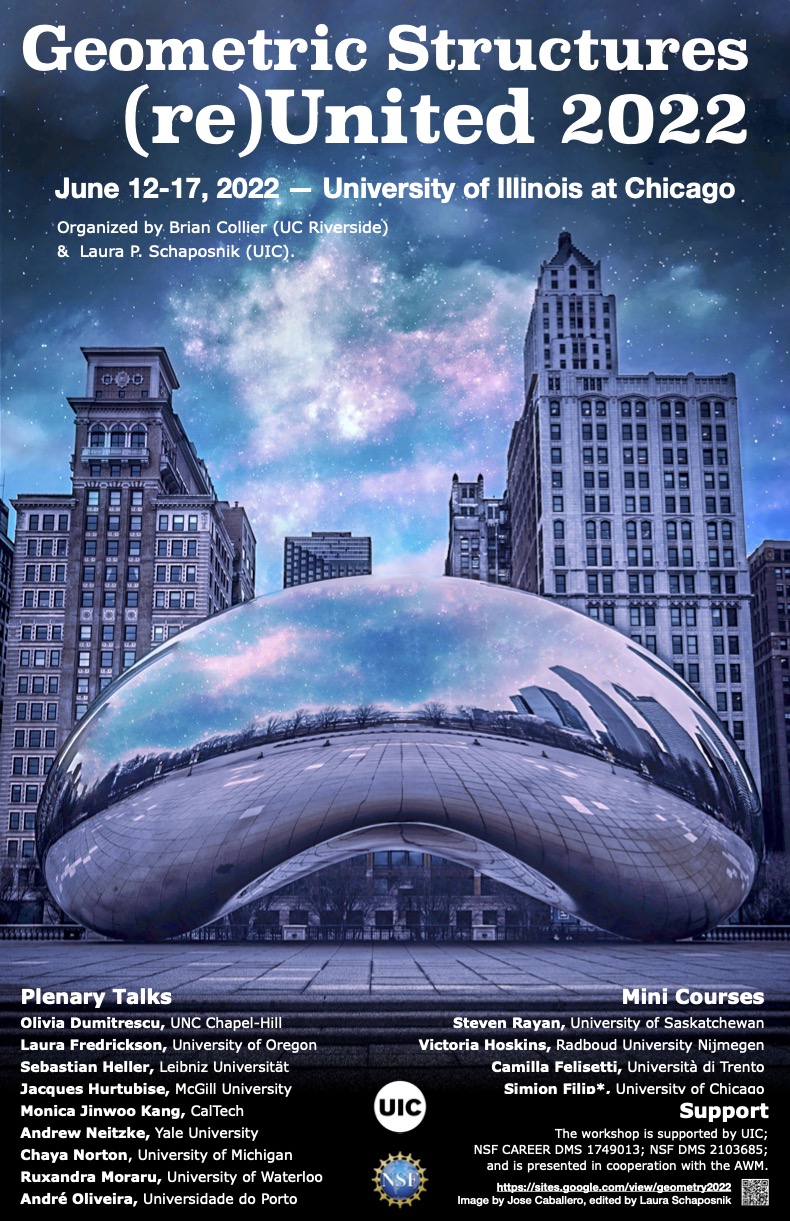 Geometric Structures
(re)United 2022
June 12-17, 2022 — University of Illinois at Chicago
Organized by Brian Collier (UC Riverside)
& Laura P. Schaposnik (UIC).
Plenary Talks
Olivia Dumitrescu, UNC Chapel-Hill
Laura Fredrickson, University of Oregon
Sebastian Heller, Leibniz Universität
Jacques Hurtubise, McGill University
Monica Jinwoo Kang, CalTech
Andrew Neitzke, Yale University
Chaya Norton, University of Michigan
Ruxandra Moraru, University of Waterloo
André Oliveira, Universidade do Porto
UIC
NSF
Mini Courses
Steven Rayan, University of Saskatchewan
Victoria Hoskins, Radboud University Nijmegen
Camilla Felisetti, Università di Trento
Simion Filip*, University of Chicago
Support
The workshop is supported by UIC;
NSF CAREER DMS 1749013; NSF DMS 2103685;
and is presented in cooperation with the AWM.
https://sites.google.com/view/geometry2022
Image by Jose Caballero, edited by Laura Schaposnik